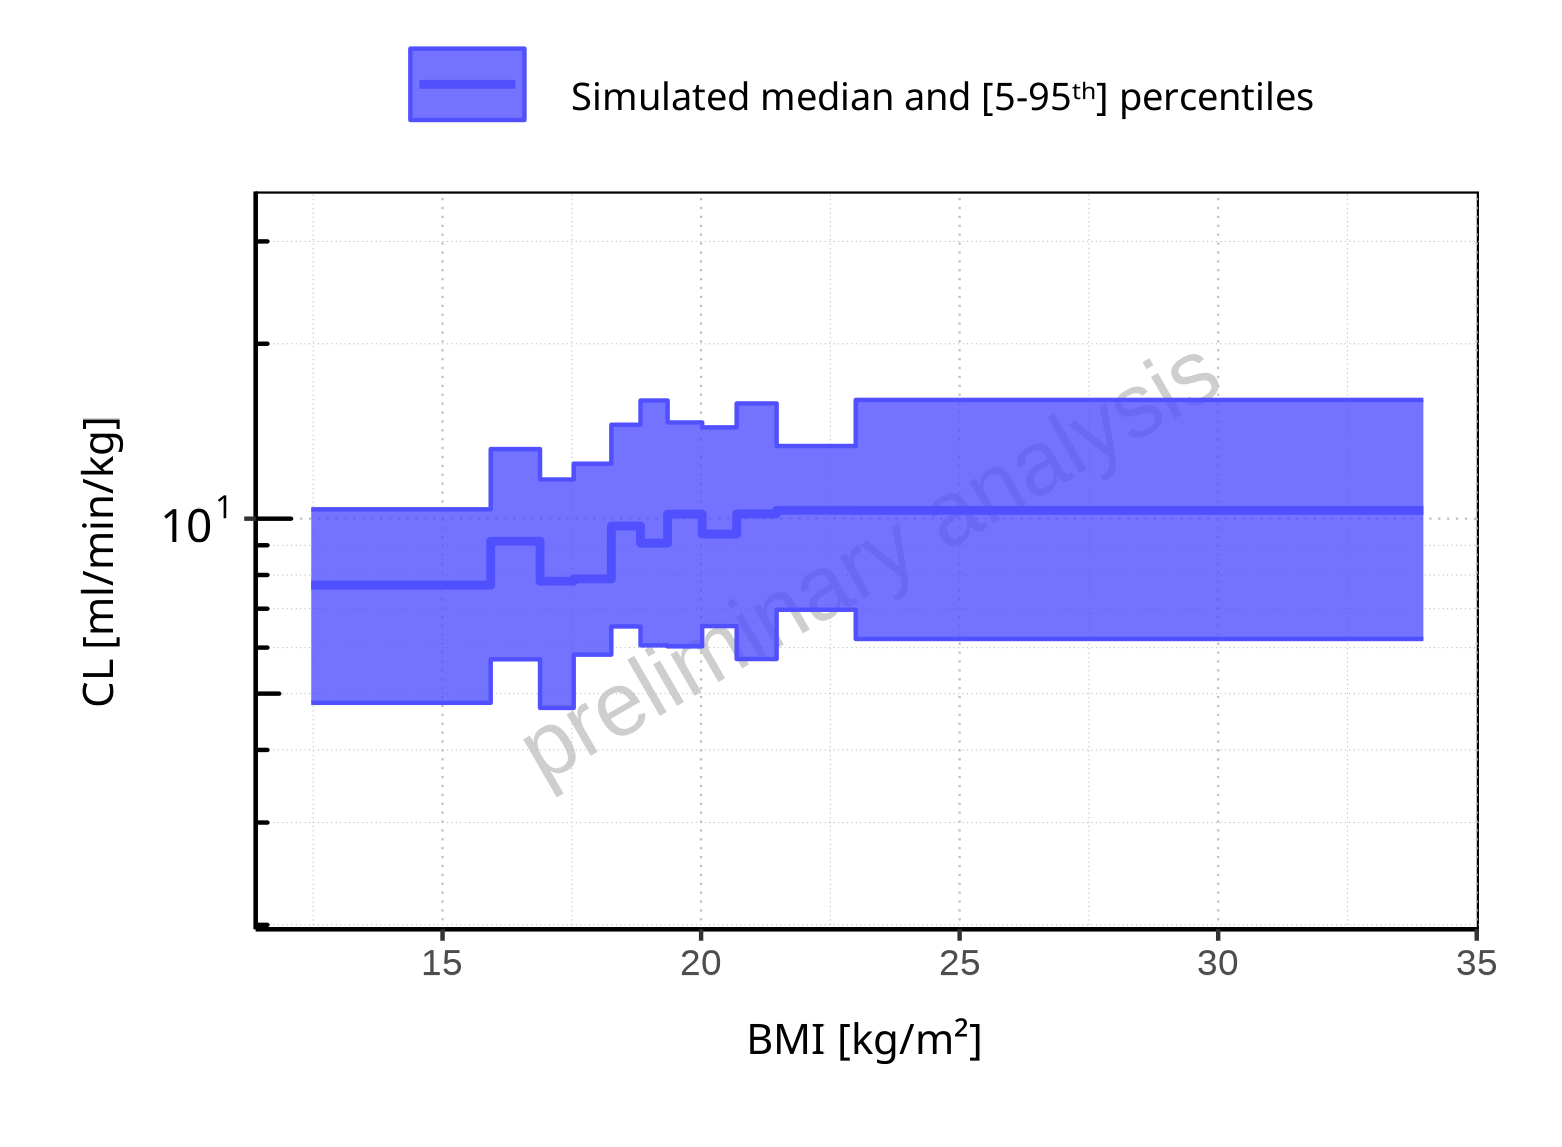 Simulated median and [5-95ᵗʰ] percentiles
CL [ml/min/kg]
10¹
preliminary analysis
15 20 25 30 35
BMI [kg/m²]